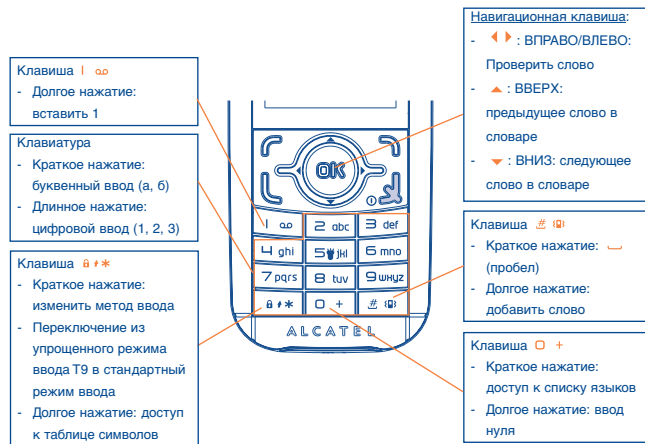 Клавиша
- Долгое нажатие:
вставить 1
Клавиатура
- Краткое нажатие:
буквенный ввод (а, б)
- Длинное нажатие:
цифровой ввод (1, 2, 3)
Клавиша * 
- Краткое нажатие:
изменить метод ввода
- Переключение из
упрощенного режима
ввода T9 в стандартный
режим ввода
- Долгое нажатие: доступ
к таблице символов
OK
1
2 abc
3 def
4 ghi
5 jkl
6 mno
7 pqrs
8 tuv
9 wxyz
*
0 +
#
ALCATEL
Навигационная клавиша:
- : ВПРАВО/ВЛЕВО:
Проверить слово
- : ВВЕРХ:
предыдущее слово в
словаре
- : ВНИЗ: следующее
слово в словаре
Клавиша #
- Краткое нажатие:
(пробел)
- Долгое нажатие:
добавить слово
Клавиша 0 +
- Краткое нажатие:
доступ к списку языков
- Долгое нажатие: ввод
нуля